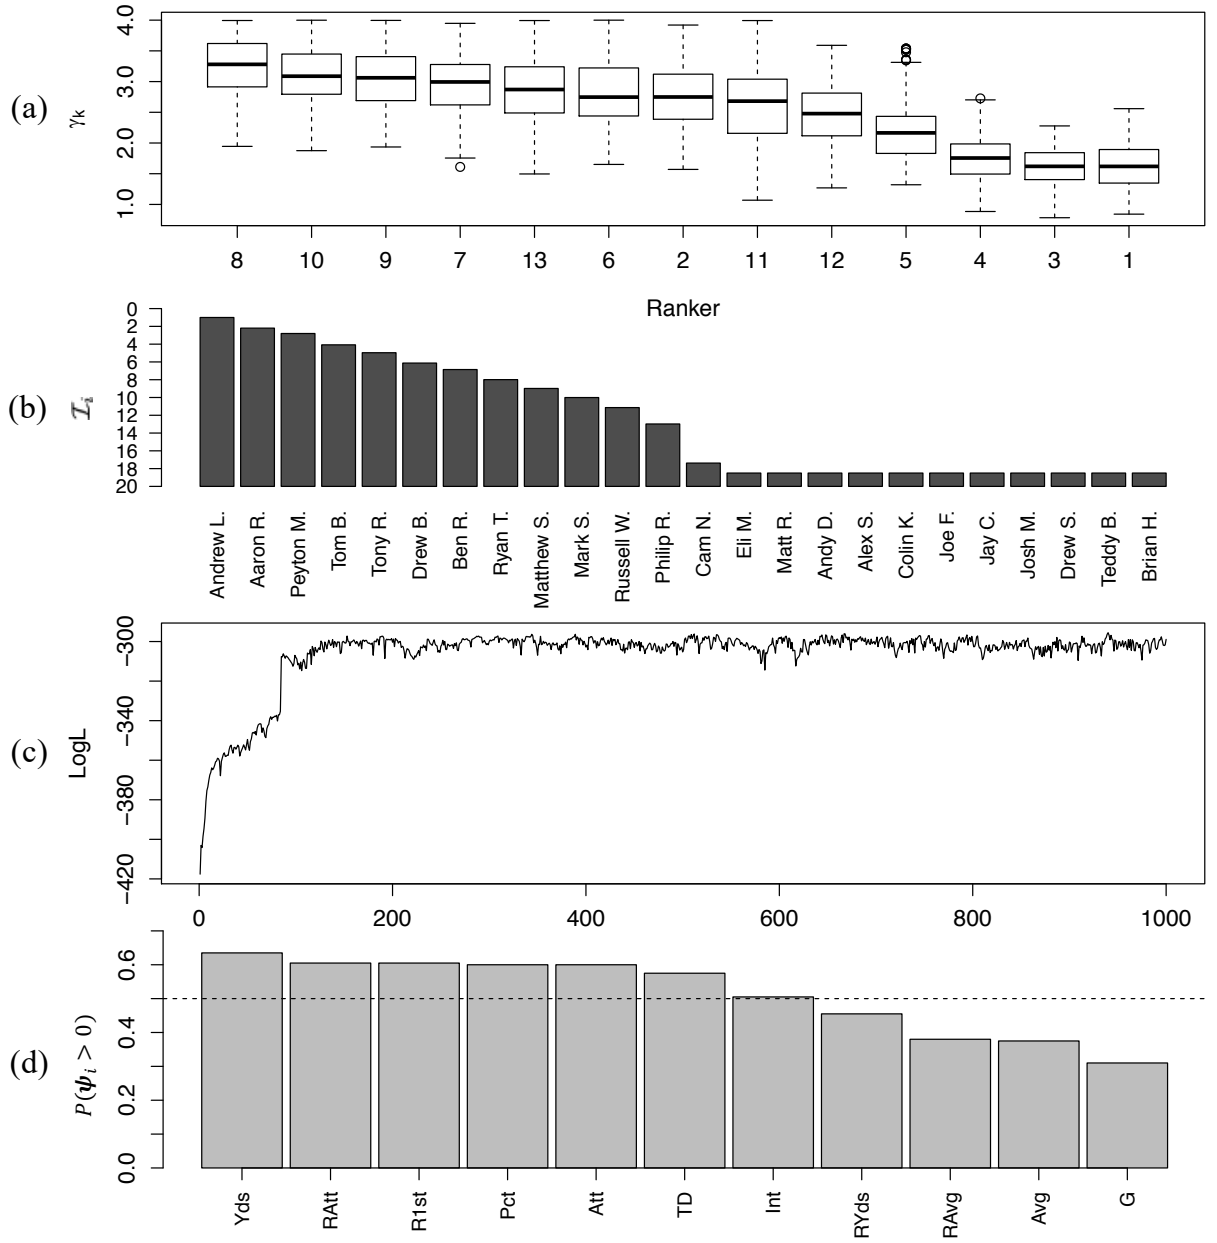 (a)
γk
4.0
3.0
2.0
1.0
8 10 9 7 13 6 2 11 12 5 4 3 1
Ranker
(b)
ℐi
0
2
4
6
8
10
12
14
16
18
20
Andrew L.
Aaron R.
Peyton M.
Tom B.
Tony R.
Drew B.
Ben R.
Ryan T.
Matthew S.
Mark S.
Russell W.
Philip R.
Cam N.
Eli M.
Matt R.
Andy D.
Alex S.
Colin K.
Joe F.
Jay C.
Josh M.
Drew S.
Teddy B.
Brian H.
(c)
LogL
−300
−340
−380
−420
0 200 400 600 800 1000
(d)
P(ψi > 0)
0.6
0.4
0.2
0.0
Yds
RAtt
R1st
Pct
Att
TD
Int
RYds
RAvg
Avg
G